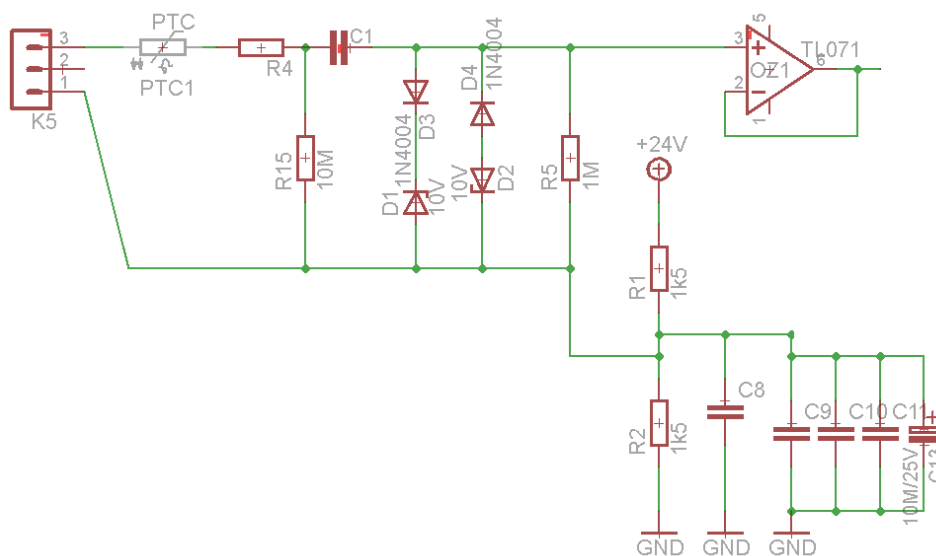 PTC
3
2
1
K5
PTC1
R4
C1
R15
10M
1N4004
D3
D1
10V
D4
1N4004
10V
D2
R5
1M
5
3
2
1
6
TL071
OZ1
+24V
R1
1k5
R2
1k5
C8
C9
C10
C11
10M/25V
C13
GND
GND
GND